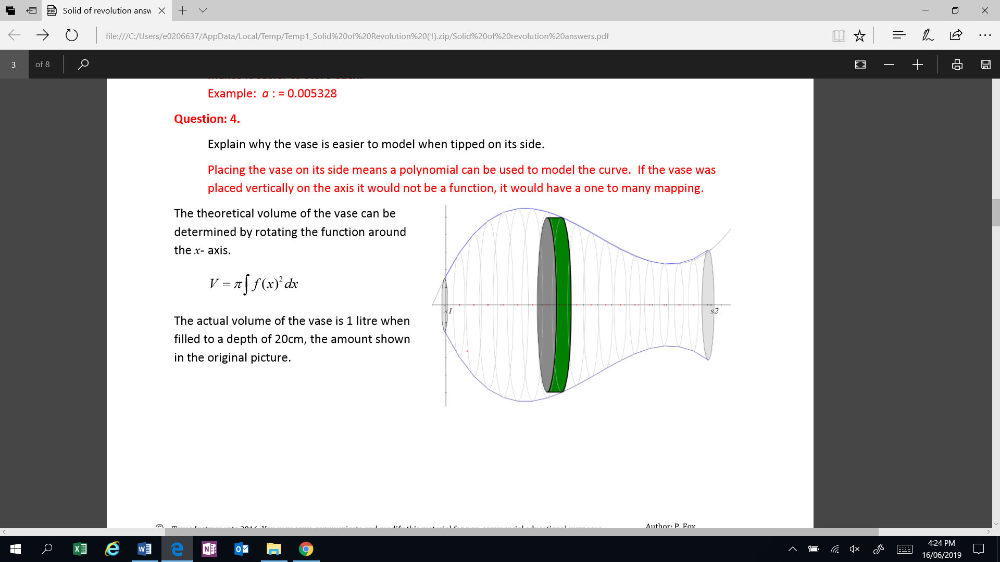 Solid of revolution answ
file:///C:/Users/e0206637/AppData/Local/Temp/Temp1_Solid%20of%20Revolution%20(1).zip/Solid%20of%20revolution%20answers.pdf
3 of 8
Example: a : = 0.005328
Question: 4.
Explain why the vase is easier to model when tipped on its side.
Placing the vase on its side means a polynomial can be used to model the curve. If the vase was
placed vertically on the axis it would not be a function, it would have a one to many mapping.
The theoretical volume of the vase can be
determined by rotating the function around
the x- axis.
V = π∫ f(x)² dx
The actual volume of the vase is 1 litre when
filled to a depth of 20cm, the amount shown
in the original picture.
s1
s2
Author: P. Fox
4:24 PM
16/06/2019